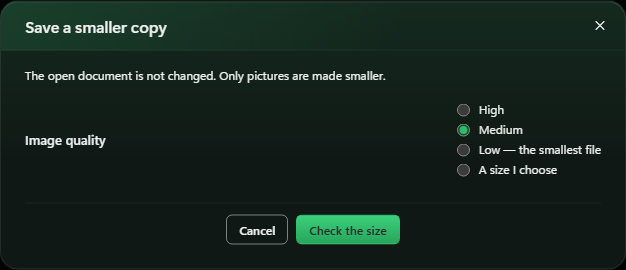 Save a smaller copy
The open document is not changed. Only pictures are made smaller.
Image quality
High
Medium
Low — the smallest file
A size I choose
Cancel
Check the size